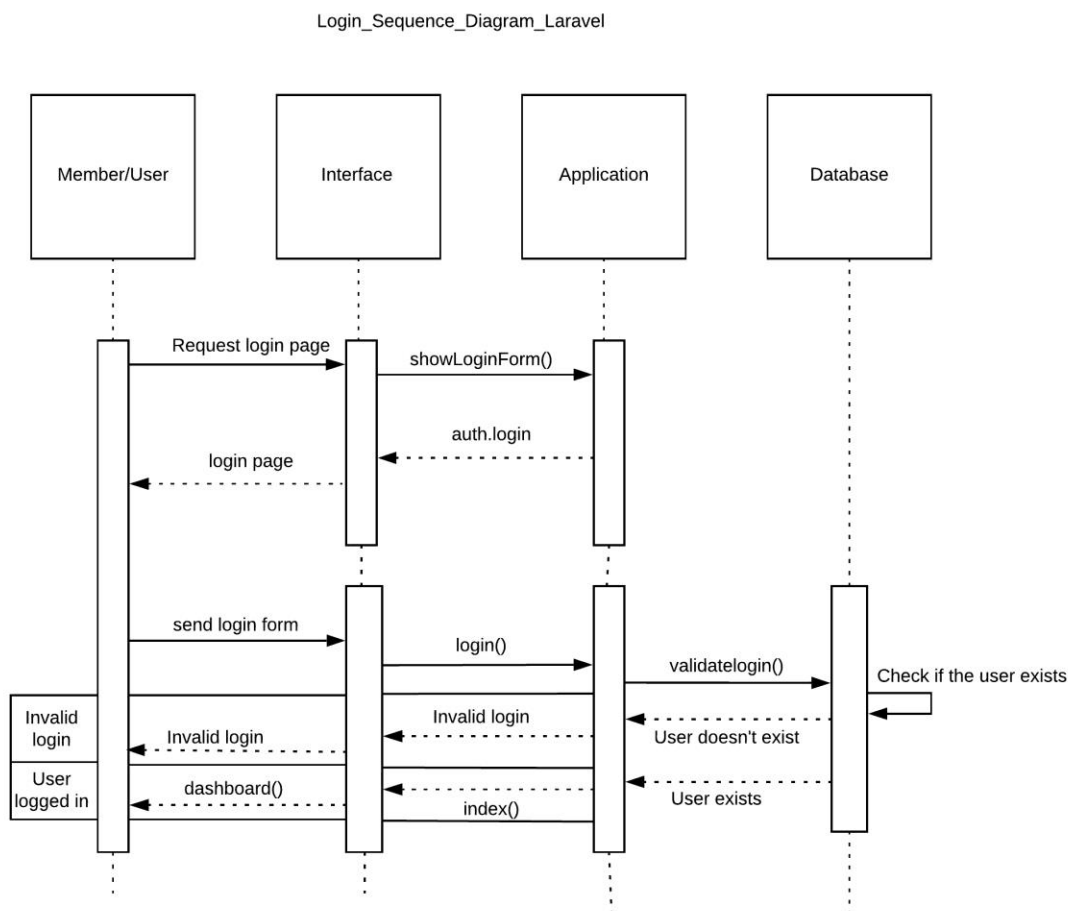 Login_Sequence_Diagram_Laravel
Member/User
Interface
Application
Database
Request login page
showLoginForm()
auth.login
login page
send login form
login()
validatelogin()
Check if the user exists
Invalid
login
Invalid login
Invalid login
User doesn't exist
User
logged in
dashboard()
index()
User exists